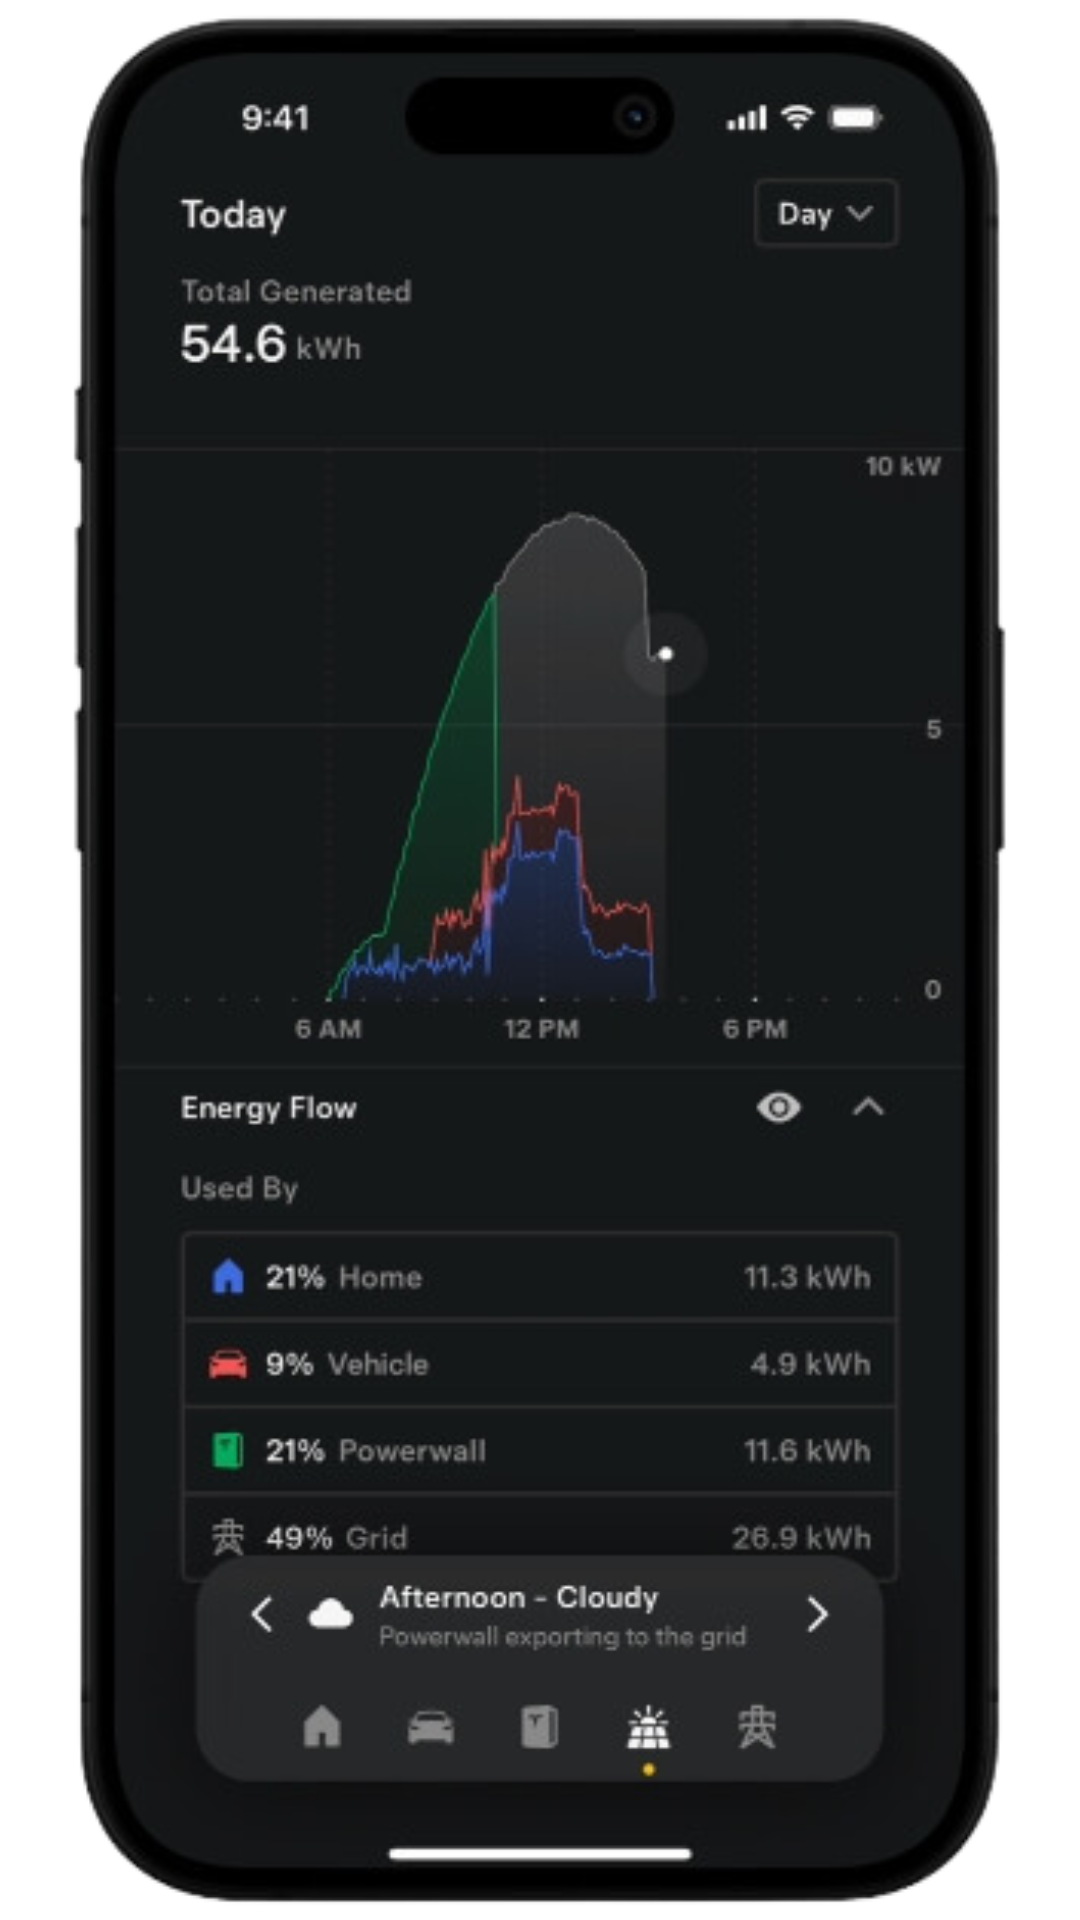 9:41
Today
Day
Total Generated
54.6 kWh
10 kW
5
0
6 AM 12 PM 6 PM
Energy Flow
Used By
21% Home 11.3 kWh
9% Vehicle 4.9 kWh
21% Powerwall 11.6 kWh
49% Grid 26.9 kWh
Afternoon - Cloudy
Powerwall exporting to the grid